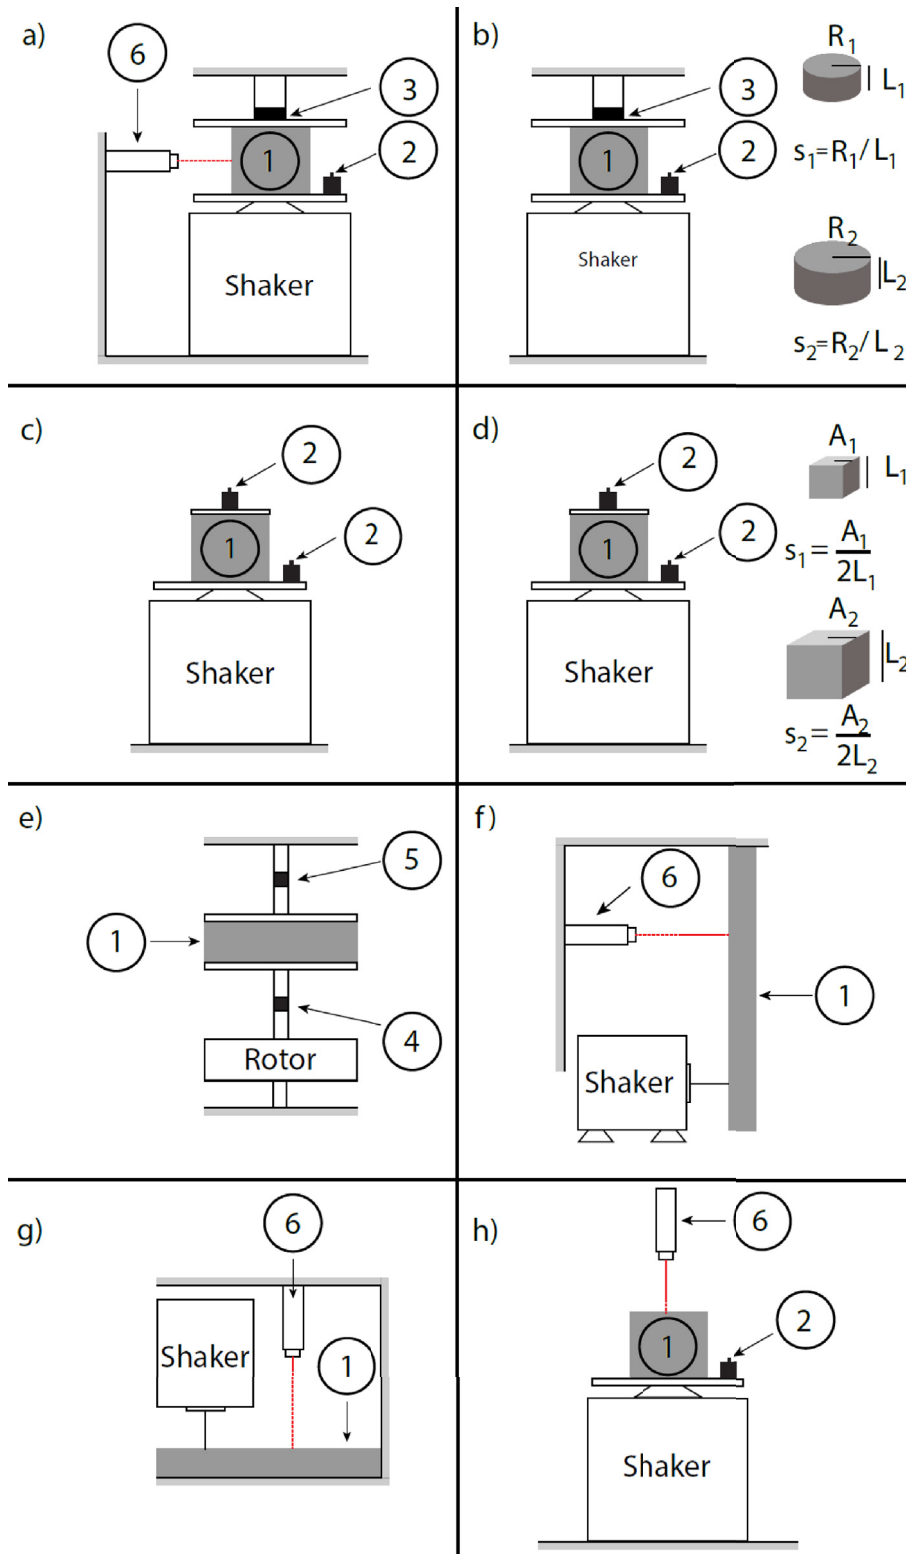 a)
6
3
1
2
Shaker
b)
3
1
2
Shaker
R1
L1
s1=R1/L1
R2
L2
s2=R2/L2
c)
2
1
2
Shaker
d)
2
1
2
Shaker
A1
L1
s1= A1
2L1
A2
L2
s2= A2
2L2
e)
5
1
4
Rotor
f)
6
1
Shaker
g)
6
Shaker
1
h)
6
1
2
Shaker